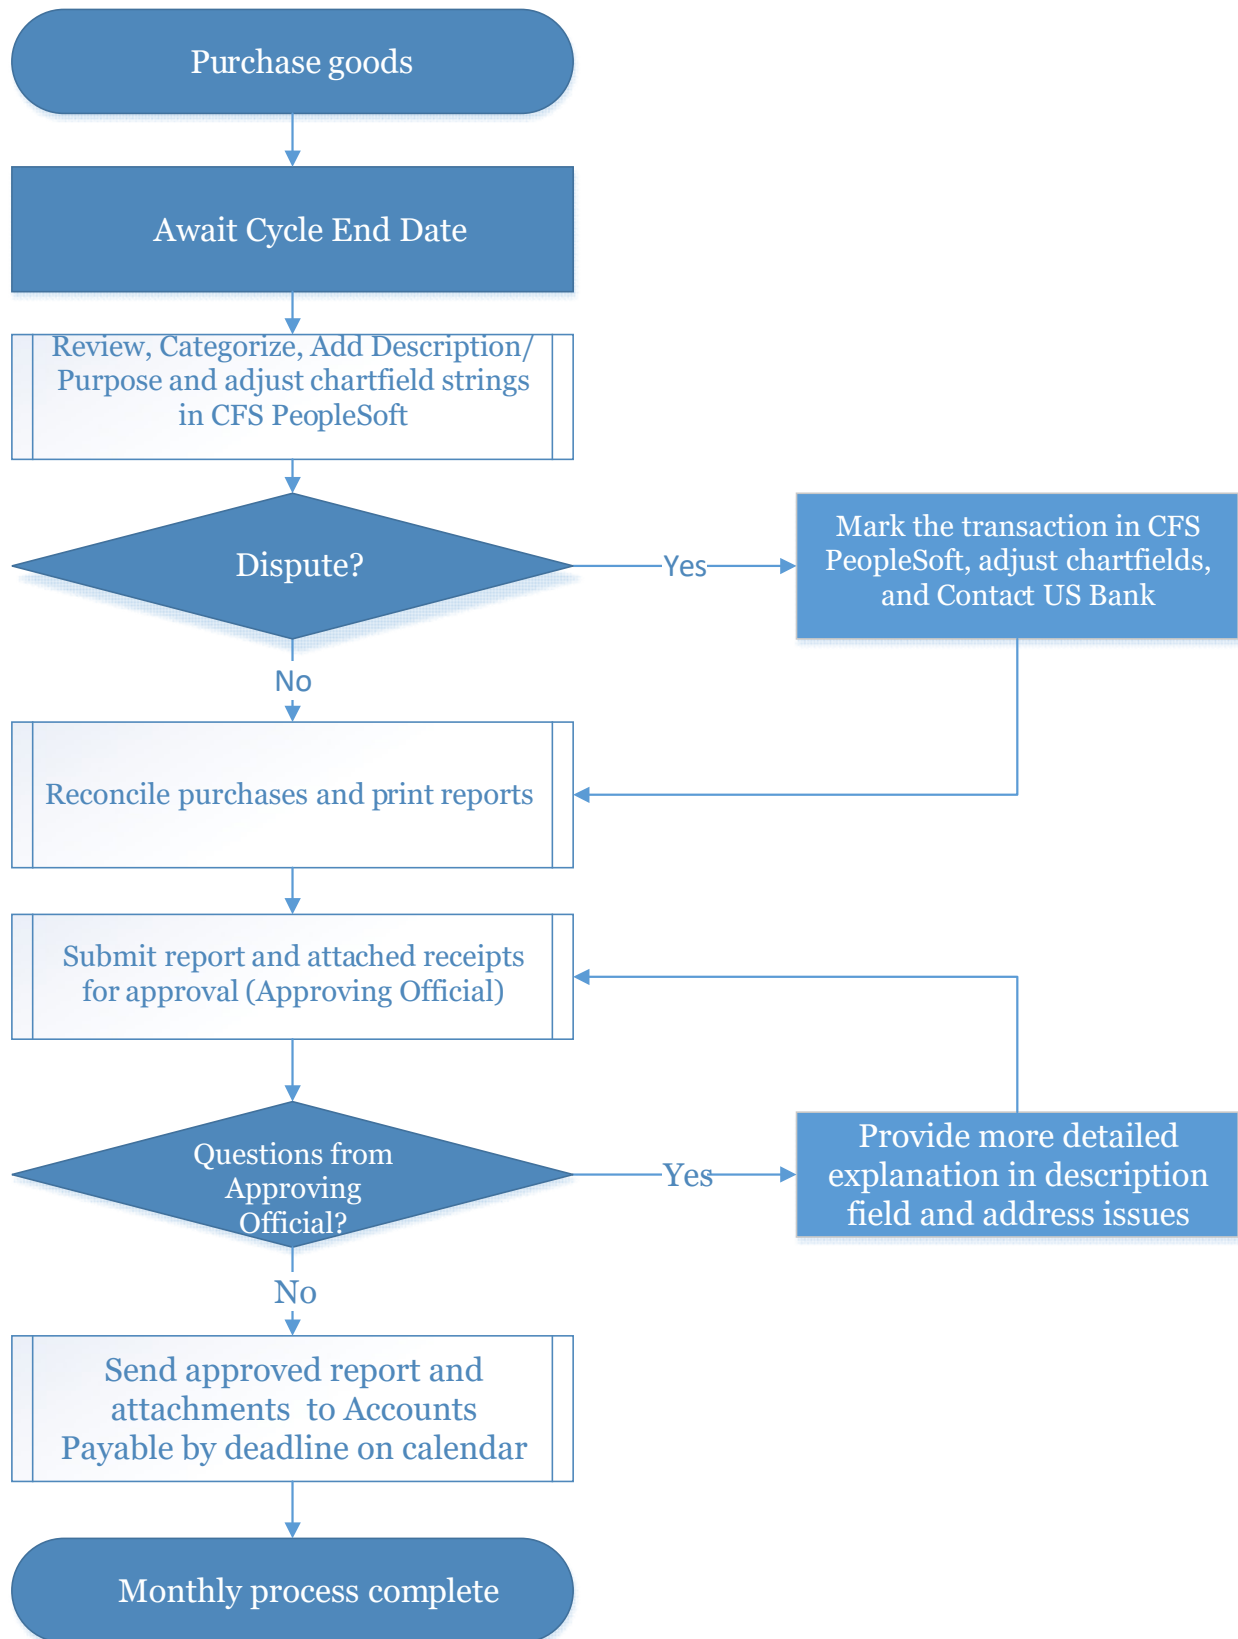 Purchase goods
Await Cycle End Date
Review, Categorize, Add Description/
Purpose and adjust chartfield strings
in CFS PeopleSoft
Dispute?
Yes
Mark the transaction in CFS
PeopleSoft, adjust chartfields,
and Contact US Bank
No
Reconcile purchases and print reports
Submit report and attached receipts
for approval (Approving Official)
Questions from
Approving
Official?
Yes
Provide more detailed
explanation in description
field and address issues
No
Send approved report and
attachments  to Accounts
Payable by deadline on calendar
Monthly process complete